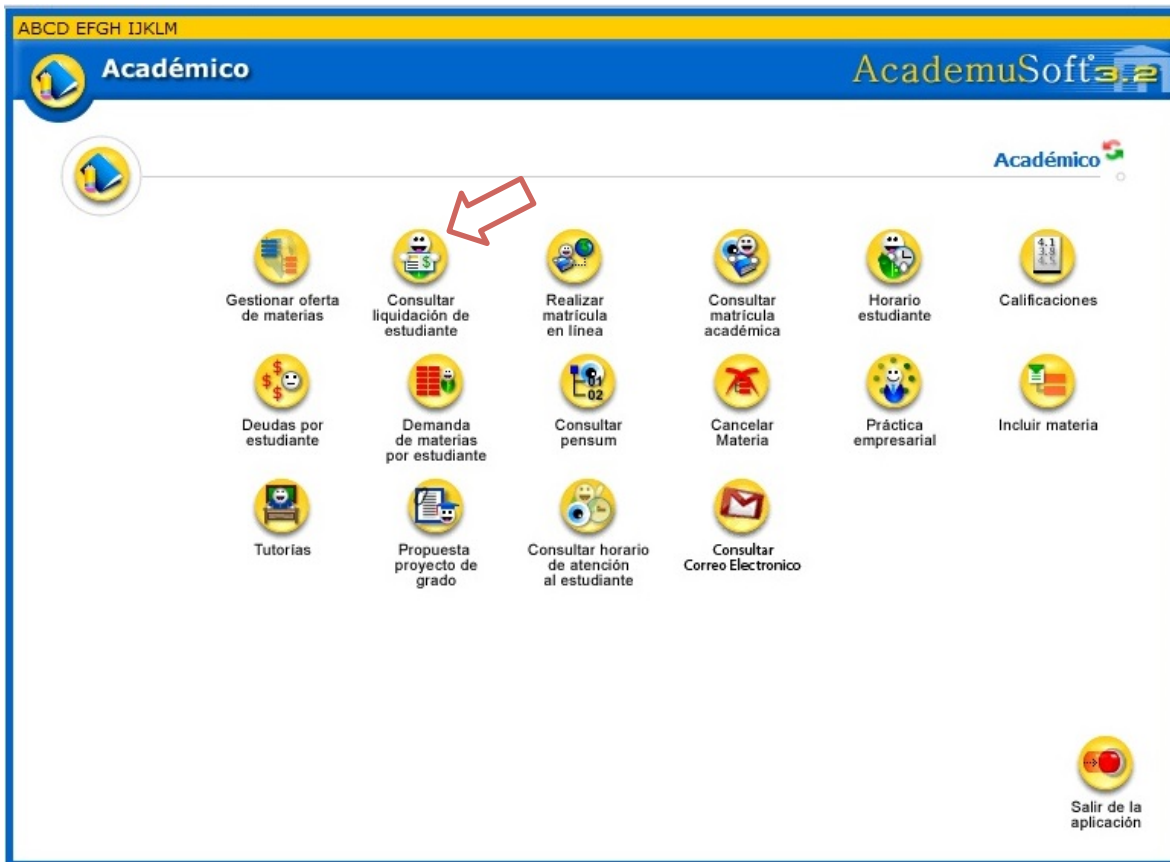 ABCD EFGH IJKLM
Académico
AcademuSoft 3.2
Académico
Gestionar oferta
de materias
Consultar
liquidación de
estudiante
Realizar
matrícula
en línea
Consultar
matrícula
académica
Horario
estudiante
4.1
Calificaciones
Deudas por
estudiante
Demanda
de materias
por estudiante
01
02
Consultar
pensum
Cancelar
Materia
Práctica
empresarial
Incluir materia
Tutorías
Propuesta
proyecto de
grado
Consultar horario
de atención
al estudiante
Consultar
Correo Electronico
Salir de la
aplicación